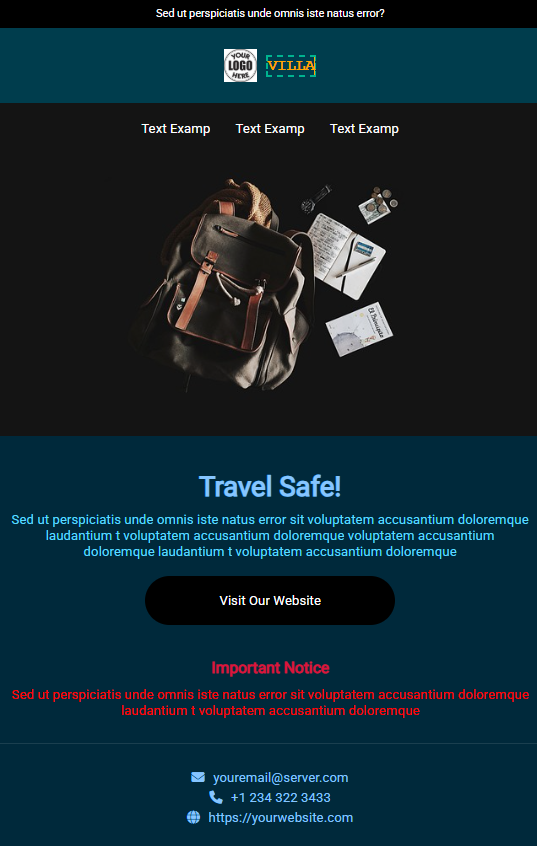 Sed ut perspiciatis unde omnis iste natus error?
YOUR
LOGO
HERE
VILLA
Text Examp Text Examp Text Examp
Travel Safe!
Sed ut perspiciatis unde omnis iste natus error sit voluptatem accusantium doloremque
laudantium t voluptatem accusantium doloremque voluptatem accusantium
doloremque laudantium t voluptatem accusantium doloremque
Visit Our Website
Important Notice
Sed ut perspiciatis unde omnis iste natus error sit voluptatem accusantium doloremque
laudantium t voluptatem accusantium doloremque
youremail@server.com
+1 234 322 3433
https://yourwebsite.com